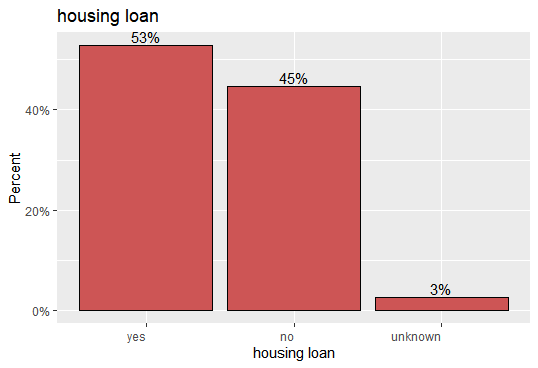 housing loan
53%
45%
3%
40%
20%
0%
Percent
yes no unknown
housing loan